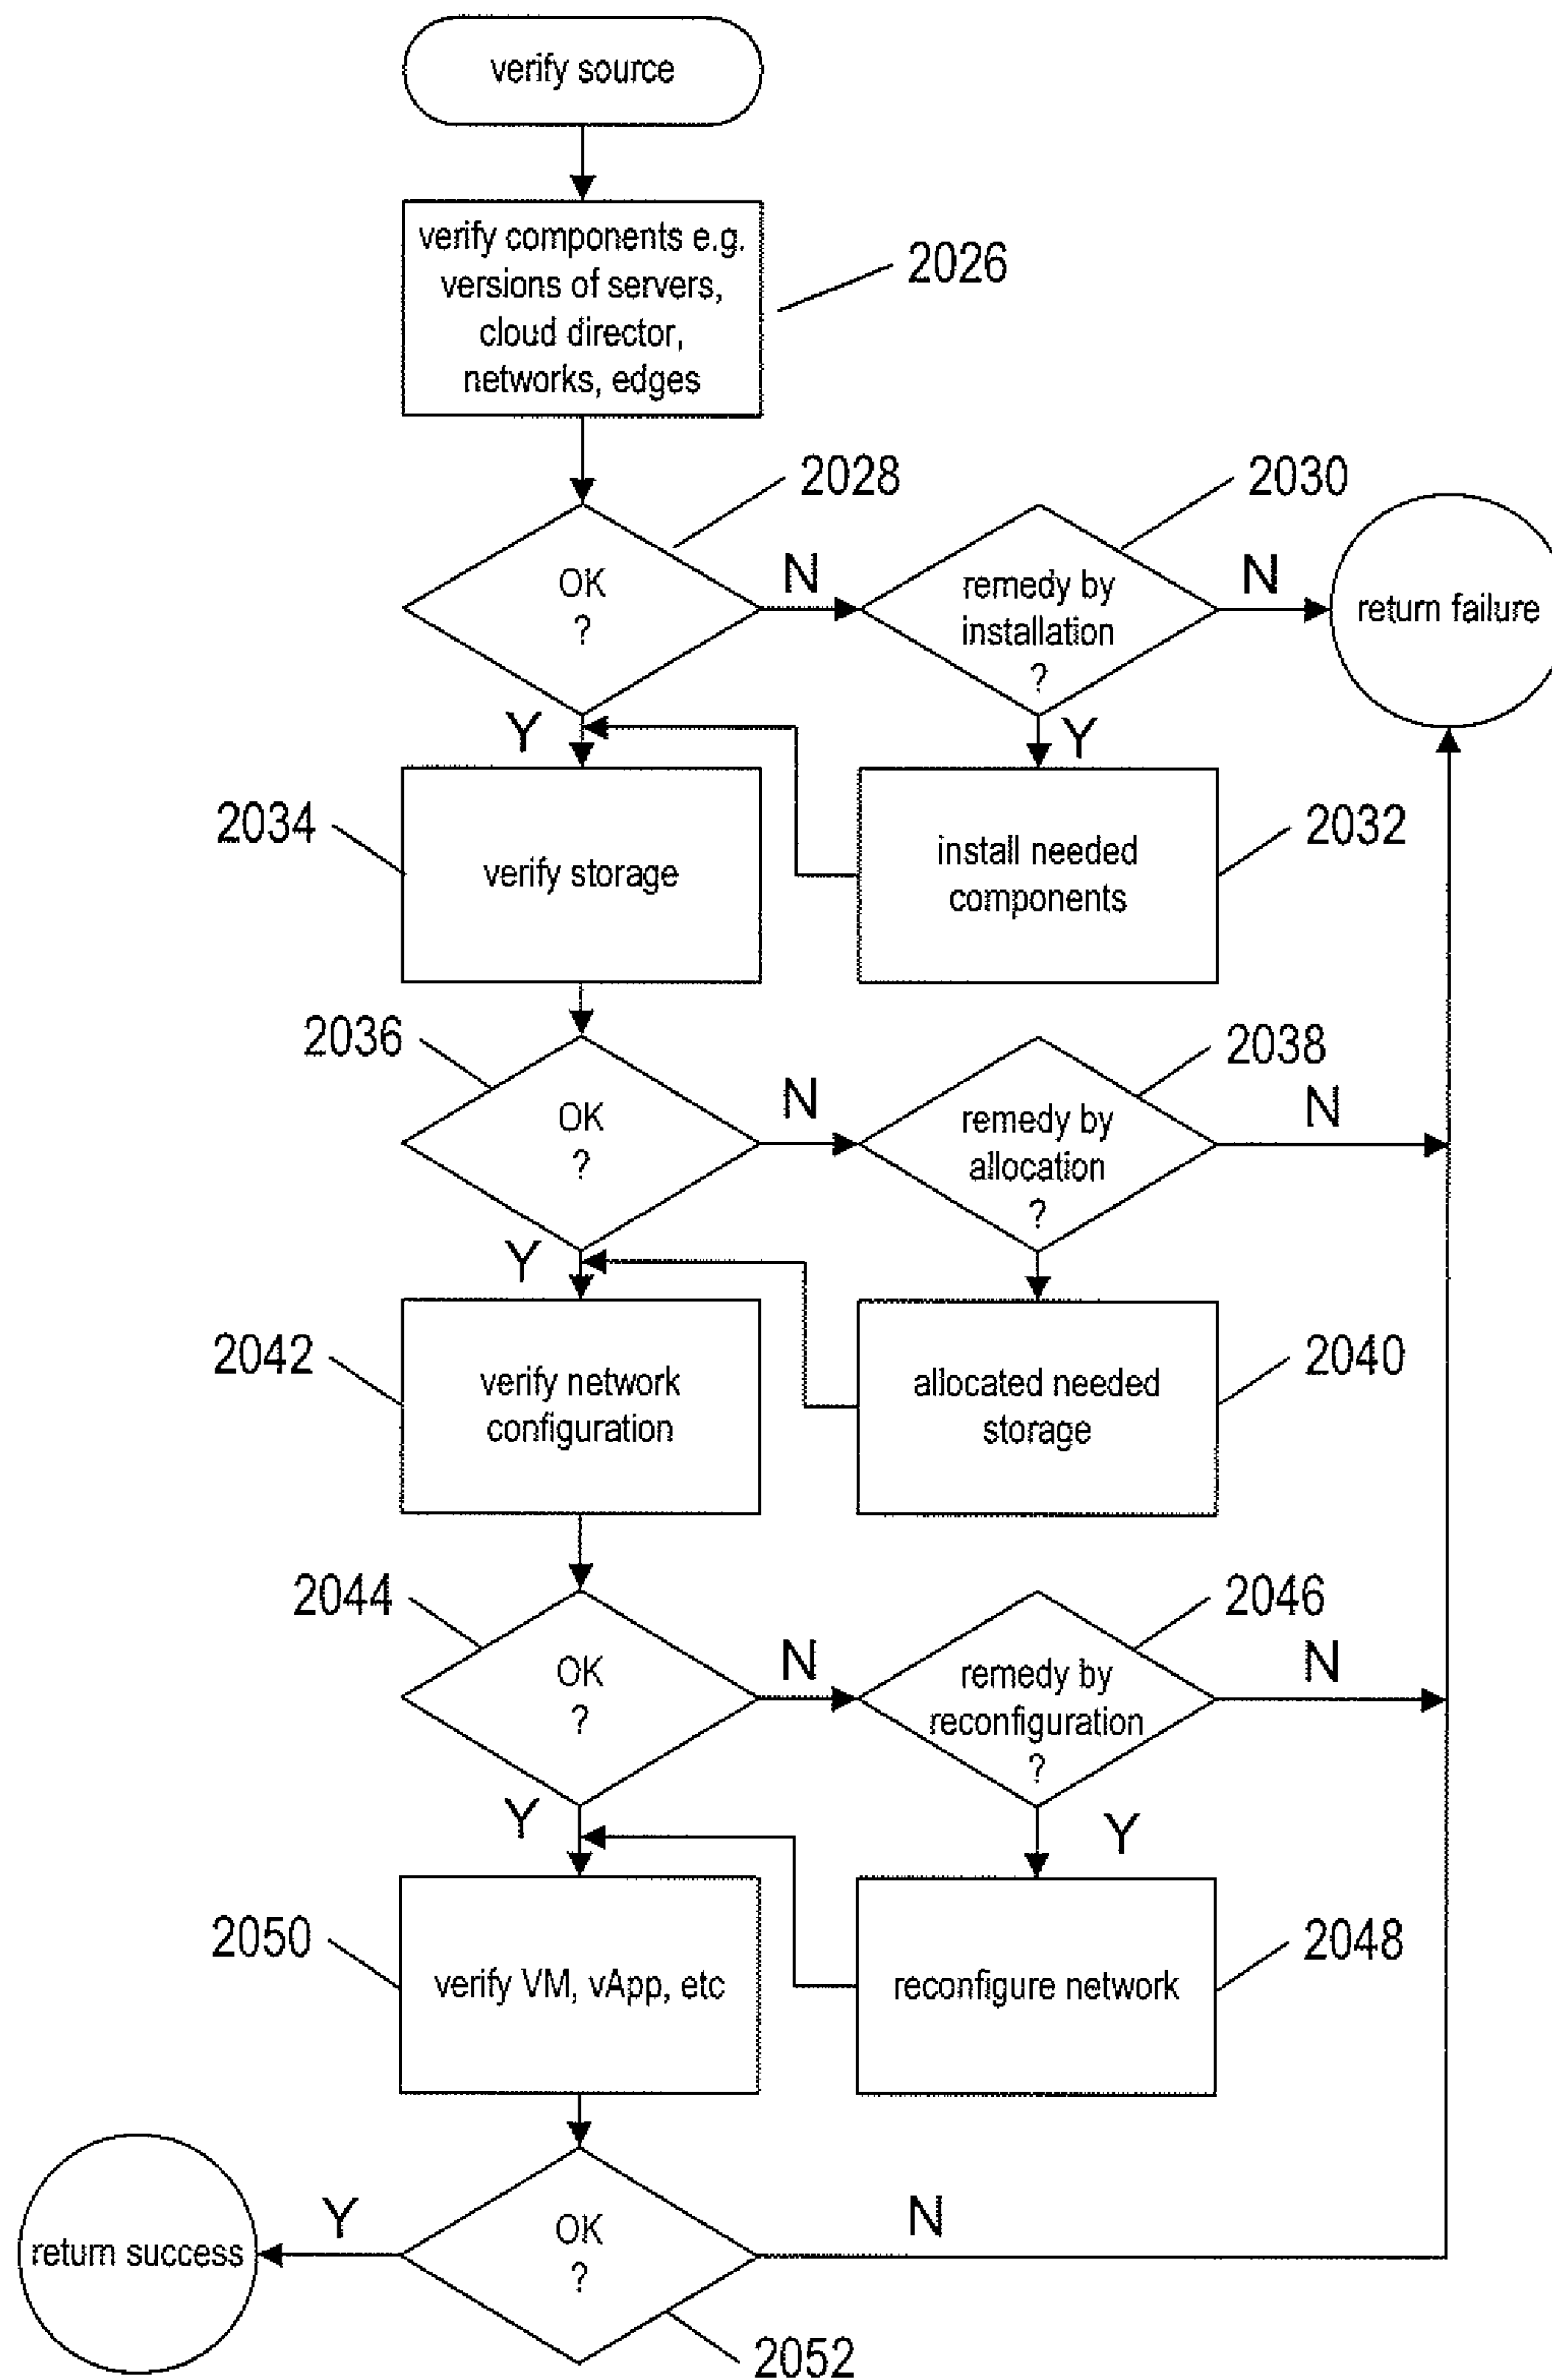 verify source
verify components e.g.
versions of servers,
cloud director,
networks, edges
2026
2028
2030
OK
?
N
remedy by
installation
?
N
return failure
Y
Y
2034
verify storage
install needed
components
2032
2036
2038
OK
?
N
remedy by
allocation
?
N
Y
2042
verify network
configuration
allocated needed
storage
2040
2044
2046
OK
?
N
remedy by
reconfiguration
?
N
Y
Y
2050
verify VM, vApp, etc
reconfigure network
2048
return success
Y
OK
?
N
2052